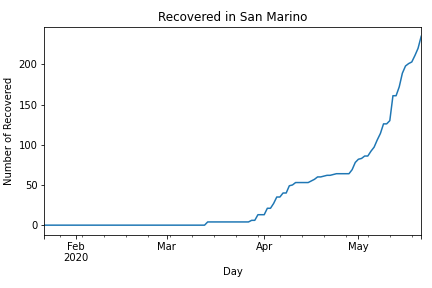 Recovered in San Marino
Number of Recovered
200
150
100
50
0
Feb
2020
Mar
Apr
May
Day